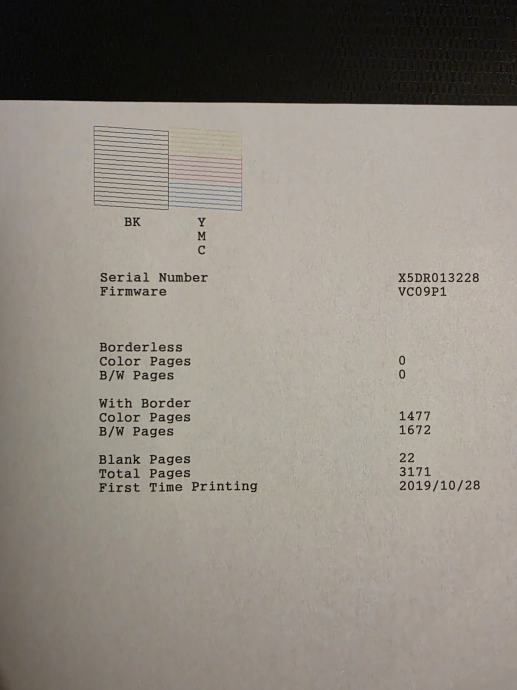 BK Y
M
C
Serial Number X5DR013228
Firmware VC09P1
Borderless
Color Pages 0
B/W Pages 0
With Border
Color Pages 1477
B/W Pages 1672
Blank Pages 22
Total Pages 3171
First Time Printing 2019/10/28